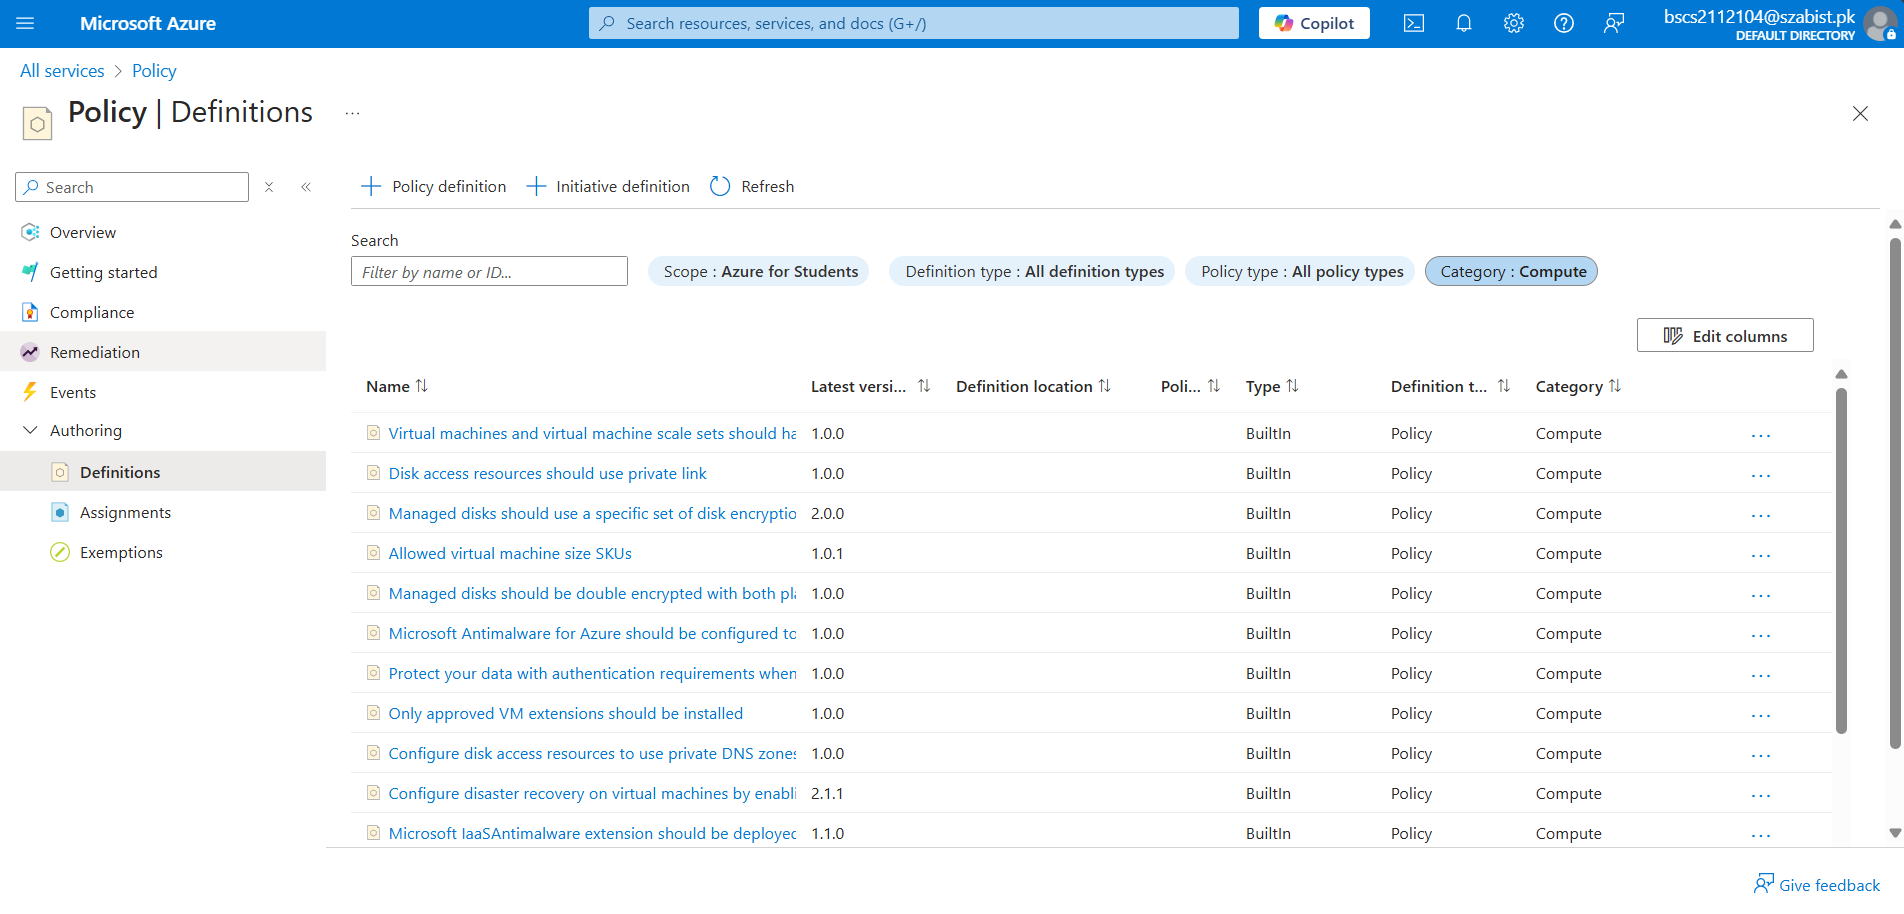 Microsoft Azure
Search resources, services, and docs (G+/)
Copilot
bscs2112104@szabist.pk
DEFAULT DIRECTORY
All services > Policy
Policy | Definitions
...
Search
Overview
Getting started
Compliance
Remediation
Events
Authoring
Definitions
Assignments
Exemptions
Policy definition
Initiative definition
Refresh
Search
Filter by name or ID...
Scope : Azure for Students
Definition type : All definition types
Policy type : All policy types
Category : Compute
Edit columns
Name Latest versi... Definition location Poli... Type Definition t... Category
Virtual machines and virtual machine scale sets should ha 1.0.0 BuiltIn Policy Compute ...
Disk access resources should use private link 1.0.0 BuiltIn Policy Compute ...
Managed disks should use a specific set of disk encryptio 2.0.0 BuiltIn Policy Compute ...
Allowed virtual machine size SKUs 1.0.1 BuiltIn Policy Compute ...
Managed disks should be double encrypted with both pla 1.0.0 BuiltIn Policy Compute ...
Microsoft Antimalware for Azure should be configured to 1.0.0 BuiltIn Policy Compute ...
Protect your data with authentication requirements when 1.0.0 BuiltIn Policy Compute ...
Only approved VM extensions should be installed 1.0.0 BuiltIn Policy Compute ...
Configure disk access resources to use private DNS zones 1.0.0 BuiltIn Policy Compute ...
Configure disaster recovery on virtual machines by enabli 2.1.1 BuiltIn Policy Compute ...
Microsoft IaaSAntimalware extension should be deployed 1.1.0 BuiltIn Policy Compute ...
Give feedback